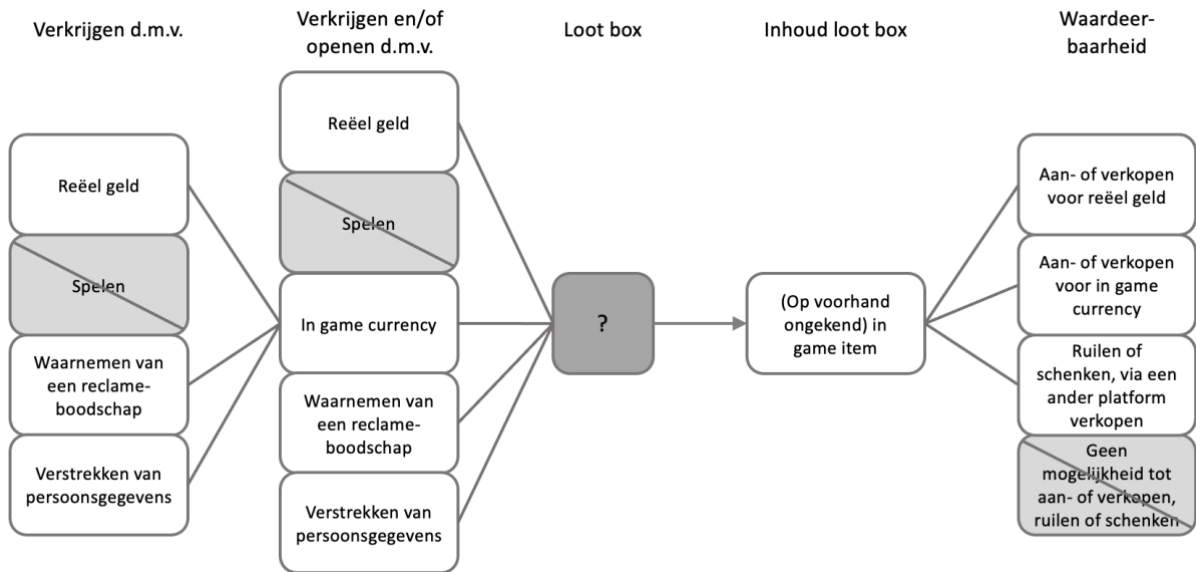 Verkrijgen d.m.v.
Verkrijgen en/of
openen d.m.v.
Loot box
Inhoud loot box
Waardeer-
baarheid
Reëel geld
Spelen
Waarnemen van
een reclame-
boodschap
Verstrekken van
persoonsgegevens
Reëel geld
Spelen
In game currency
Waarnemen van
een reclame-
boodschap
Verstrekken van
persoonsgegevens
?
(Op voorhand
ongekend) in
game item
Aan- of verkopen
voor reëel geld
Aan- of verkopen
voor in game
currency
Ruilen of
schenken, via een
ander platform
verkopen
Geen
mogelijkheid tot
aan- of verkopen,
ruilen of schenken